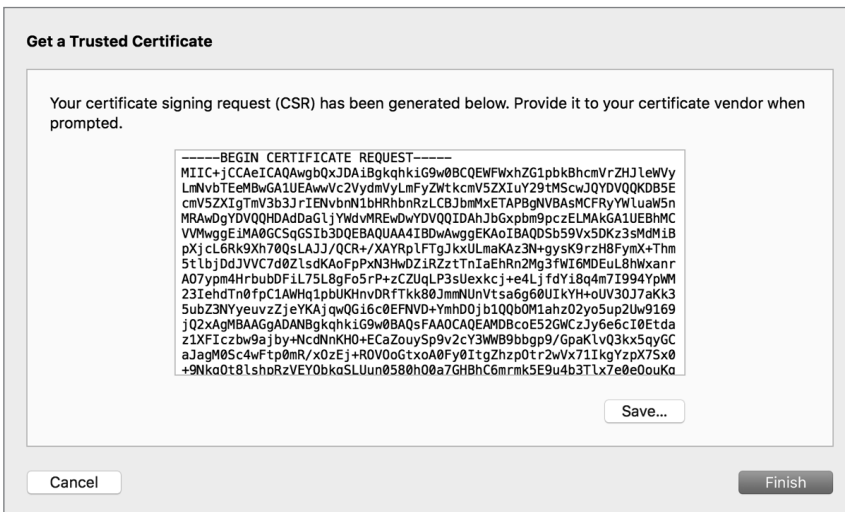 Get a Trusted Certificate
Your certificate signing request (CSR) has been generated below. Provide it to your certificate vendor when
prompted.
-----BEGIN CERTIFICATE REQUEST-----
MIIC+jCCAeICAQAwgbQxJDAiBgkqhkiG9w0BCQEWFWxhZG1pbkBhcmVrZHJleWVy
LmNvbTEeMBwGA1UEAwwVc2VydmVyLmFyZWtkcmV5ZXIuY29tMScwJQYDVQQKDB5E
cmV5ZXIgTmV3b3JrIENvbnN1bHRhbnRzLCBJbmMxETAPBgNVBAsMCFRyYWluaW5n
MRAwDgYDVQQHDAdDaGljYWdvMREwDwYDVQQIDAhJbGxpbm9pczELMAkGA1UEBhMC
VVMwggEiMA0GCSqGSIb3DQEBAQUAA4IBDwAwggEKAoIBAQDSb59Vx5DKz3sMdMiB
pXjcL6Rk9Xh70QsLAJJ/QCR+/XAYRplFTgJkxULmaKAz3N+gysK9rzH8FymX+Thm
5tlbjDdJVVC7d0ZlsdKAoFpPxN3HwDZiRZztTnIaEhRn2Mg3fWI6MDEuL8hWxanr
AO7ypm4HrbubDFiL75L8gFo5rP+zCZUqLP3sUexkcj+e4LjfdYi8q4m7I994YpWM
23IehdTn0fpC1AWHq1pbUKHnvDRfTkk80JmmNUnVtsa6g60UIkYH+oUV3OJ7aKk3
5ubZ3NYyeuvzZjeYKAjqwQGi6c0EFNVD+YmhDOjb1QQbOM1ahzO2yo5up2Uw9169
jQ2xAgMBAAGgADANBgkqhkiG9w0BAQsFAAOCAQEAMDBcoE52GWCzJy6e6cI0Etda
z1XFIczbw9ajby+NcdNnKHO+ECaZouySp9v2cY3WWB9bbgp9/GpaKlvQ3kx5qyGC
aJagM0Sc4wFtp0mR/xOzEj+ROVOoGtxoA0Fy0ItgZhzpOtr2wVx71IkgYzpX7Sx0
+9NkqOt8lshpRzVEYObkgSLUun0580hO0a7GHBhC6mrmk5E9u4b3Tlx7e0eOouKq
Save...
Cancel
Finish